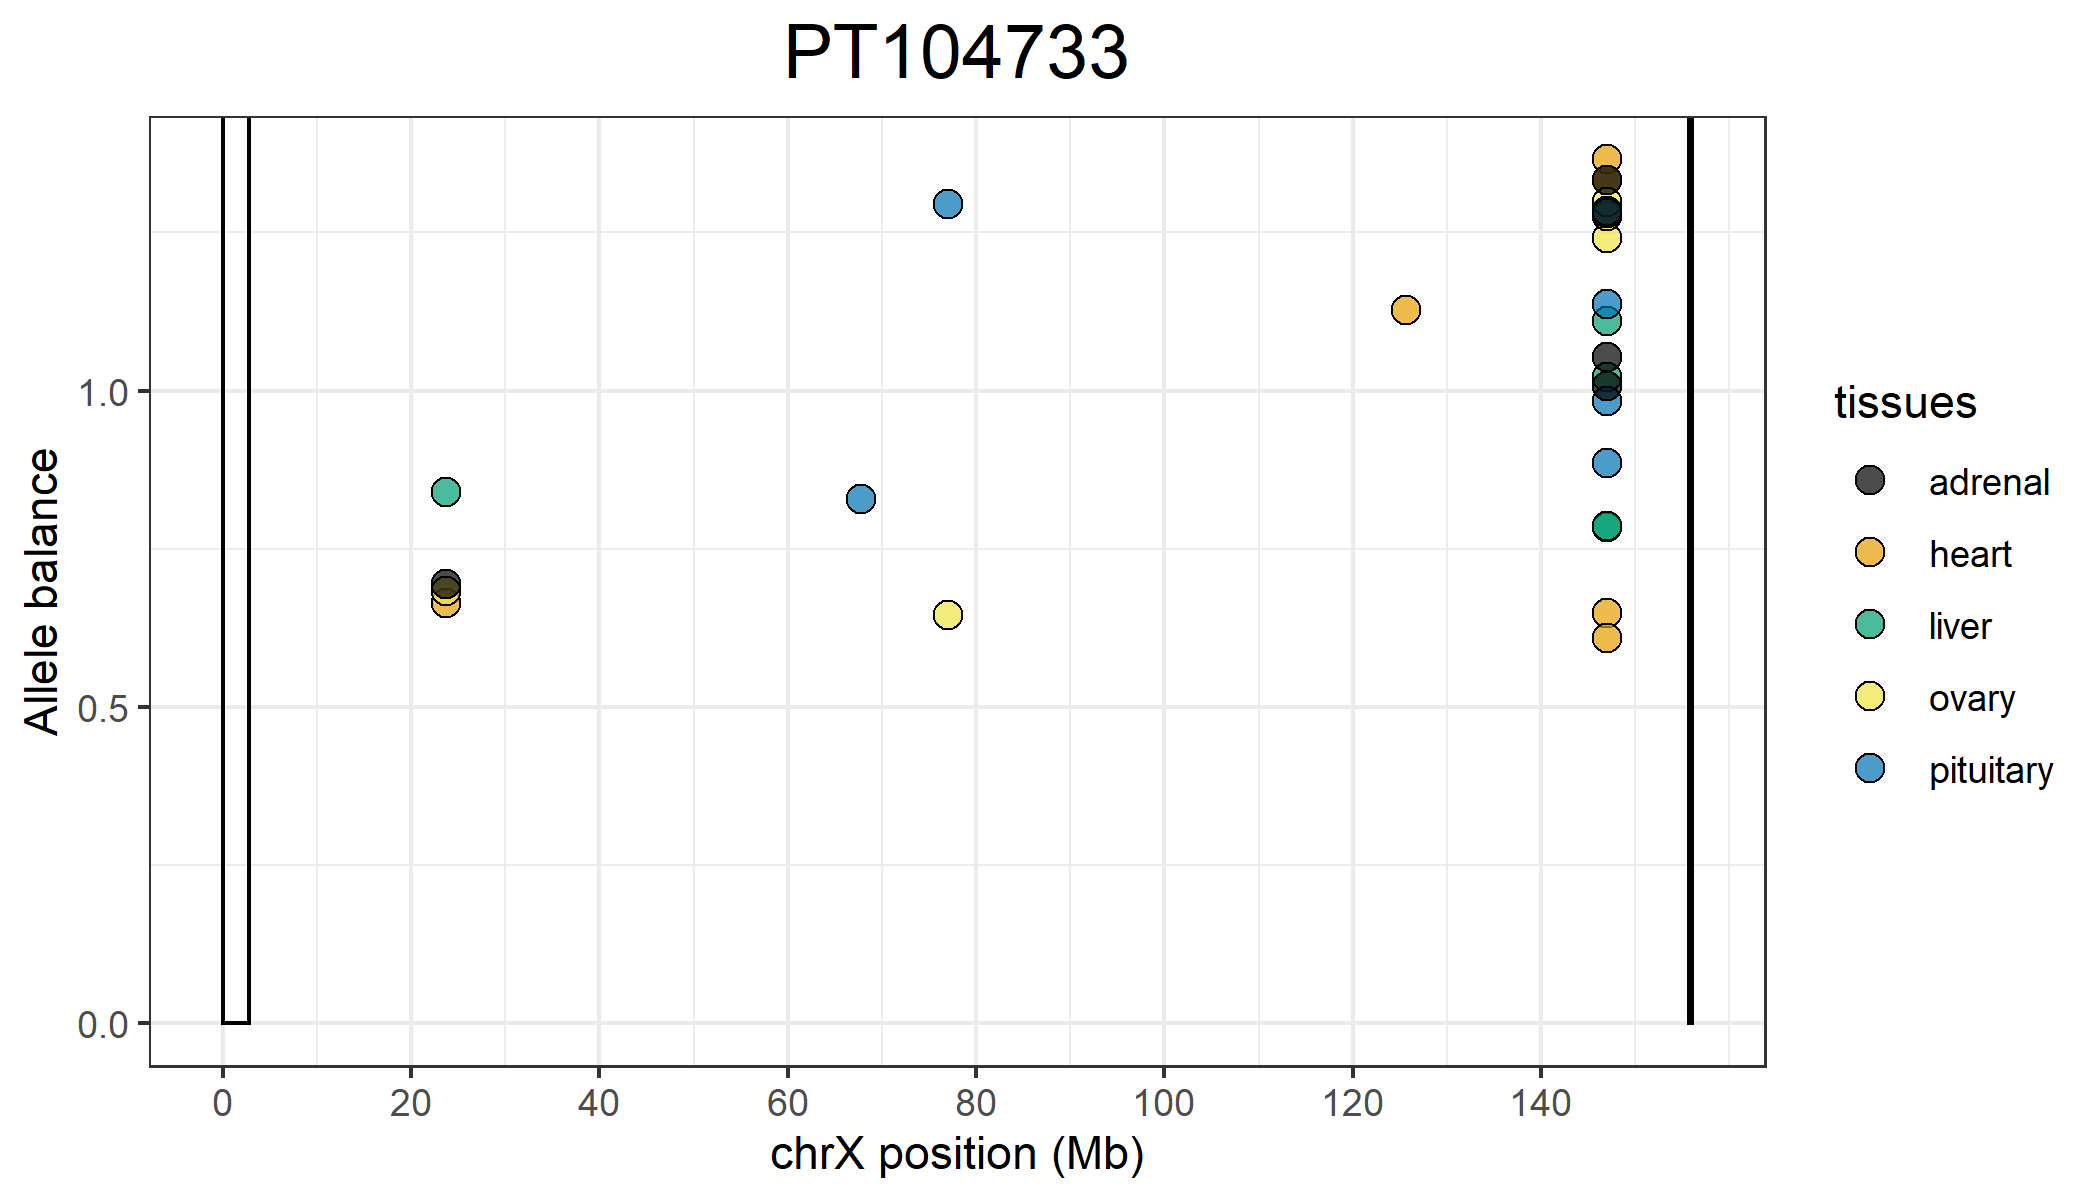 PT104733
Allele balance
1.0
0.5
0.0
0 20 40 60 80 100 120 140
chrX position (Mb)
tissues
adrenal
heart
liver
ovary
pituitary